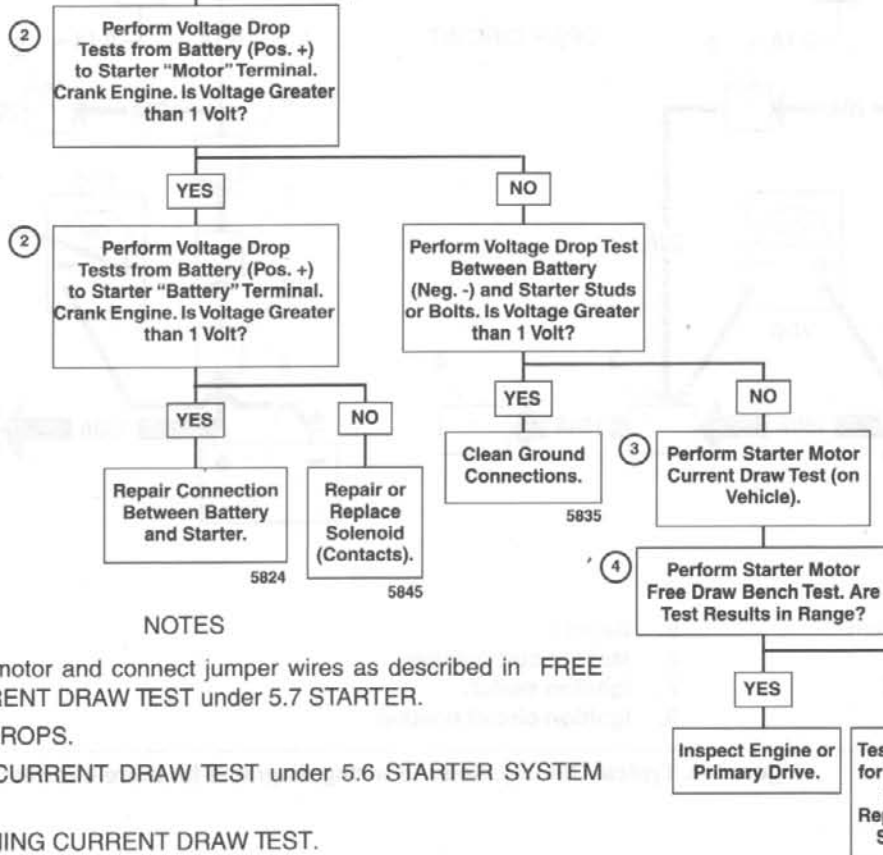 2
Perform Voltage Drop
Tests from Battery (Pos. +)
to Starter “Motor” Terminal.
Crank Engine. Is Voltage Greater
than 1 Volt?
YES
NO
2
Perform Voltage Drop
Tests from Battery (Pos. +)
to Starter “Battery” Terminal.
Crank Engine. Is Voltage Greater
than 1 Volt?
Perform Voltage Drop Test
Between Battery
(Neg. -) and Starter Studs
or Bolts. Is Voltage Greater
than 1 Volt?
YES
NO
YES
NO
Repair Connection
Between Battery
and Starter.
5824
Repair or
Replace
Solenoid
(Contacts).
5845
Clean Ground
Connections.
5835
3
Perform Starter Motor
Current Draw Test (on
Vehicle).
4
Perform Starter Motor
Free Draw Bench Test. Are
Test Results in Range?
YES
Inspect Engine or
Primary Drive.
Tes
for
Rep
S
NOTES
motor and connect jumper wires as described in FREE
RENT DRAW TEST under 5.7 STARTER.
ROPS.
CURRENT DRAW TEST under 5.6 STARTER SYSTEM
NING CURRENT DRAW TEST.